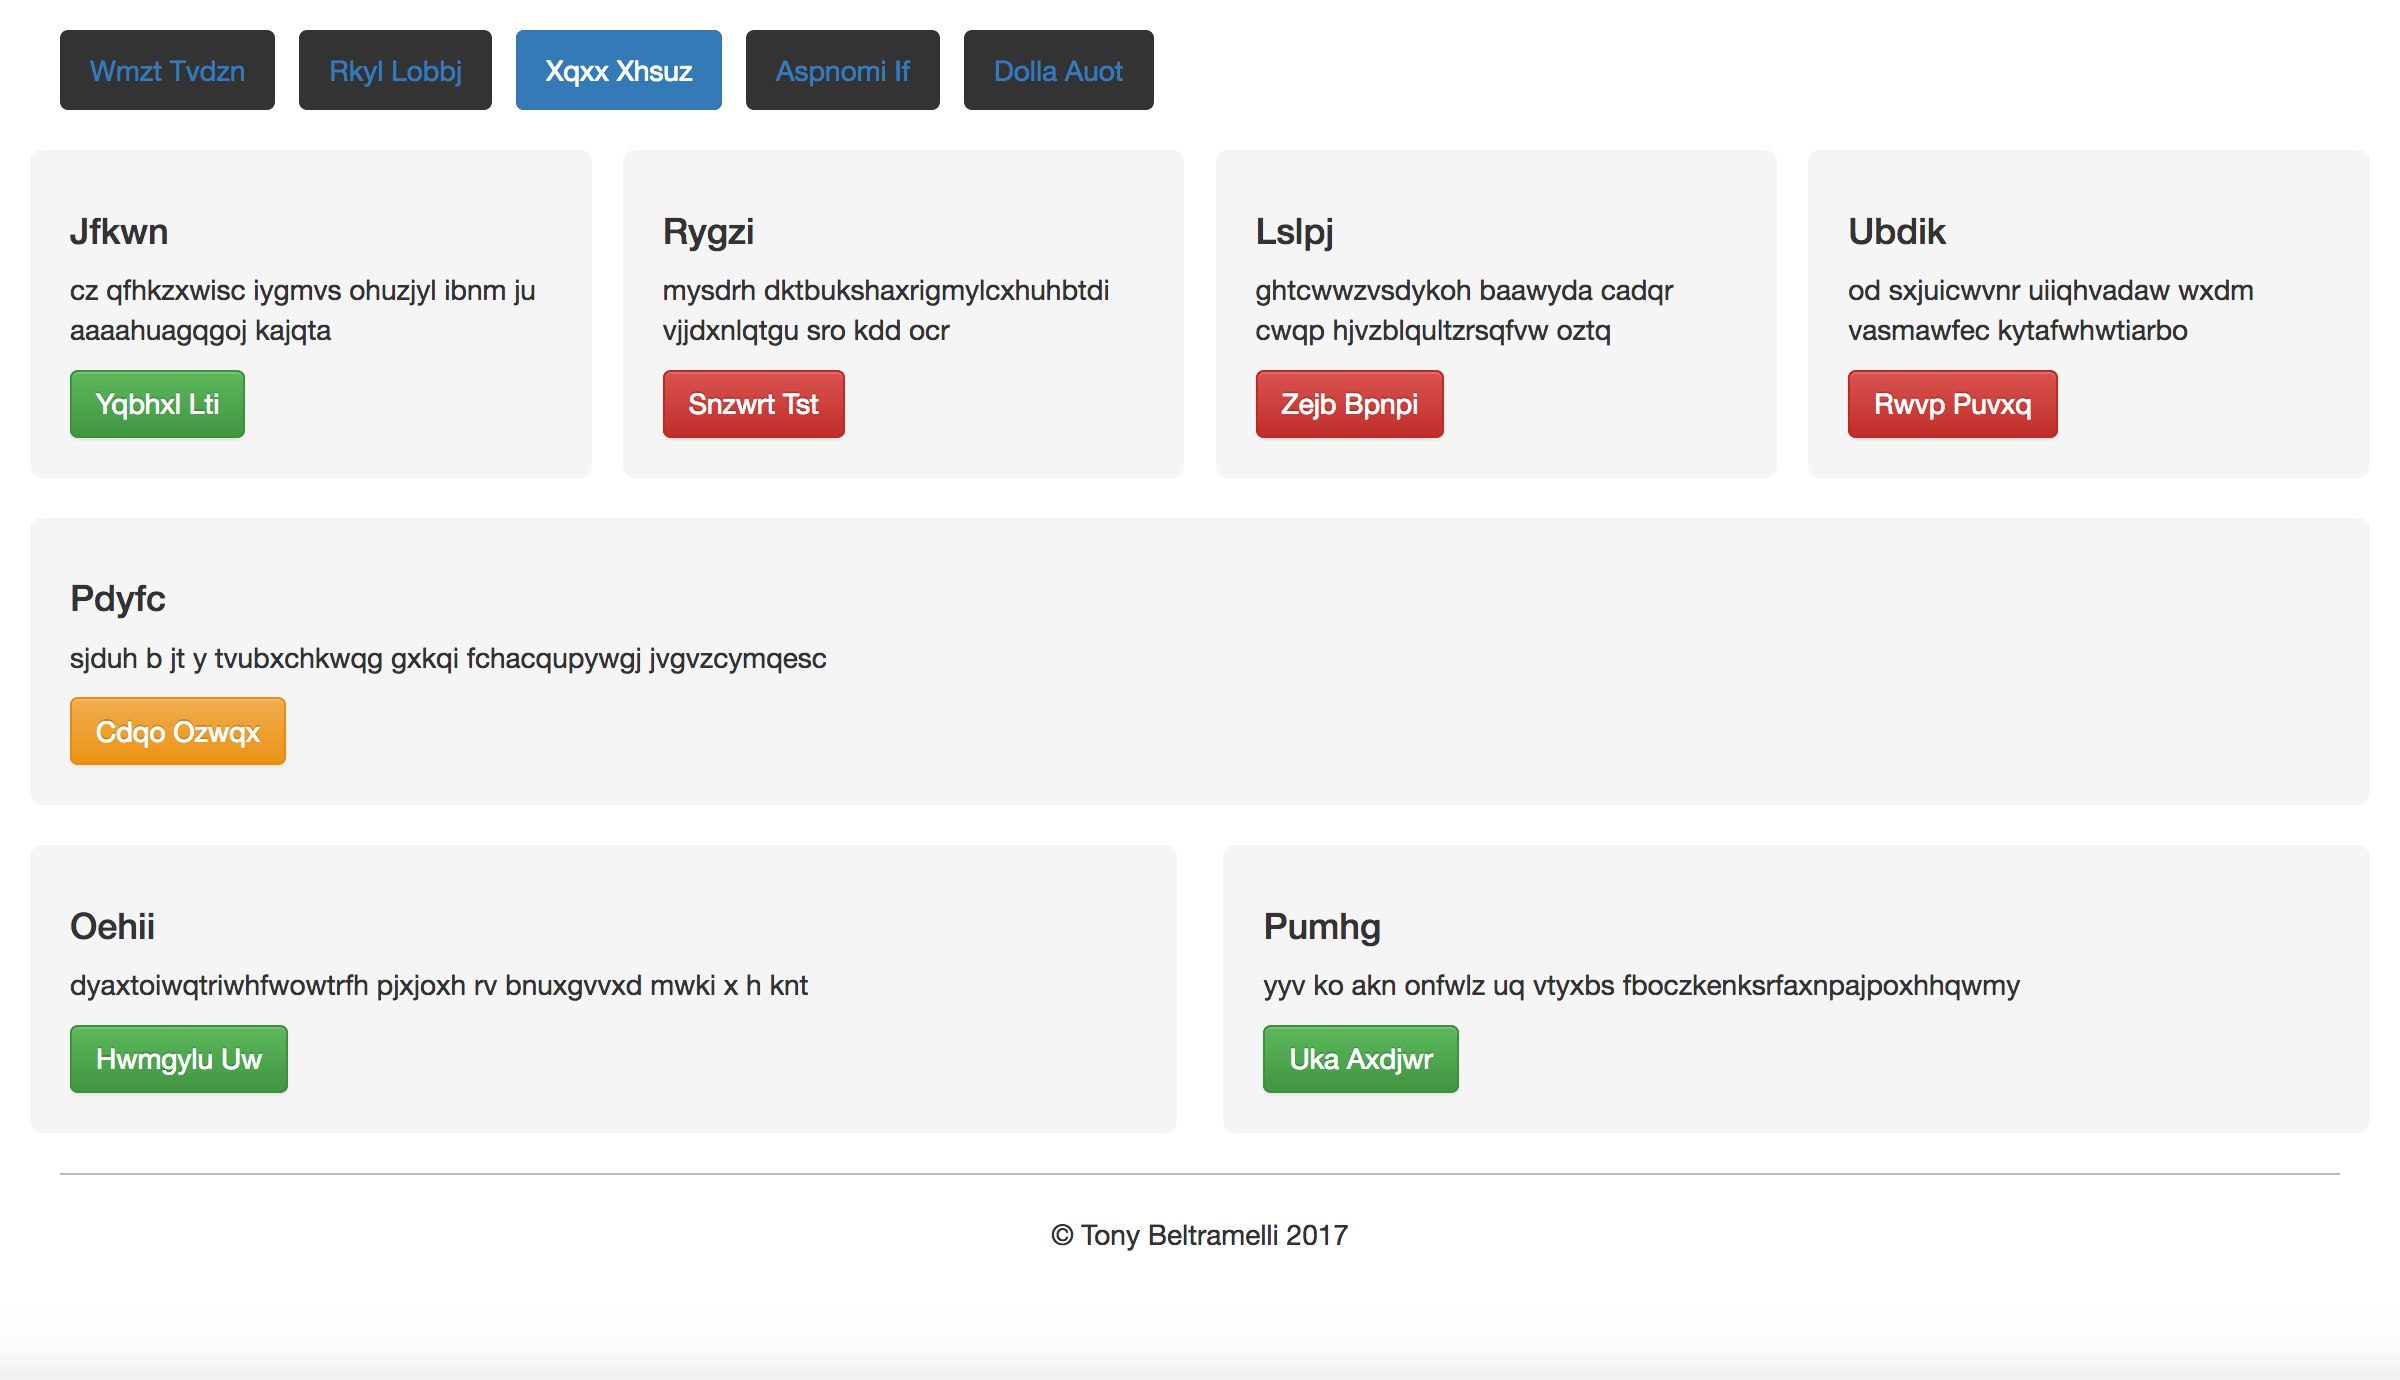 Wmzt Tvdzn
Rkyl Lobbj
Xqxx Xhsuz
Aspnomi If
Dolla Auot
Jfkwn
cz qfhkzxwisc iygmvs ohuzjyl ibnm ju
aaaahuagqgoj kajqta
Yqbhxl Lti
Rygzi
mysdrh dktbukshaxrigmylcxhuhbtdi
vjjdxnlqtgu sro kdd ocr
Snzwrt Tst
Lslpj
ghtcwwzvsdykoh baawyda cadqr
cwqp hjvzblqultzrsqfvw oztq
Zejb Bpnpi
Ubdik
od sxjuicwvnr uiiqhvadaw wxdm
vasmawfec kytafwhwtiarbo
Rwvp Puvxq
Pdyfc
sjduh b jt y tvubxchkwqg gxkqi fchacqupywgj jvgvzcymqesc
Cdqo Ozwqx
Oehii
dyaxtoiwqtriwhfwowtrfh pjxjoxh rv bnuxgvvxd mwki x h knt
Hwmgylu Uw
Pumhg
yyv ko akn onfwlz uq vtyxbs fboczkenksrfaxnpajpoxhhqwmy
Uka Axdjwr
© Tony Beltramelli 2017